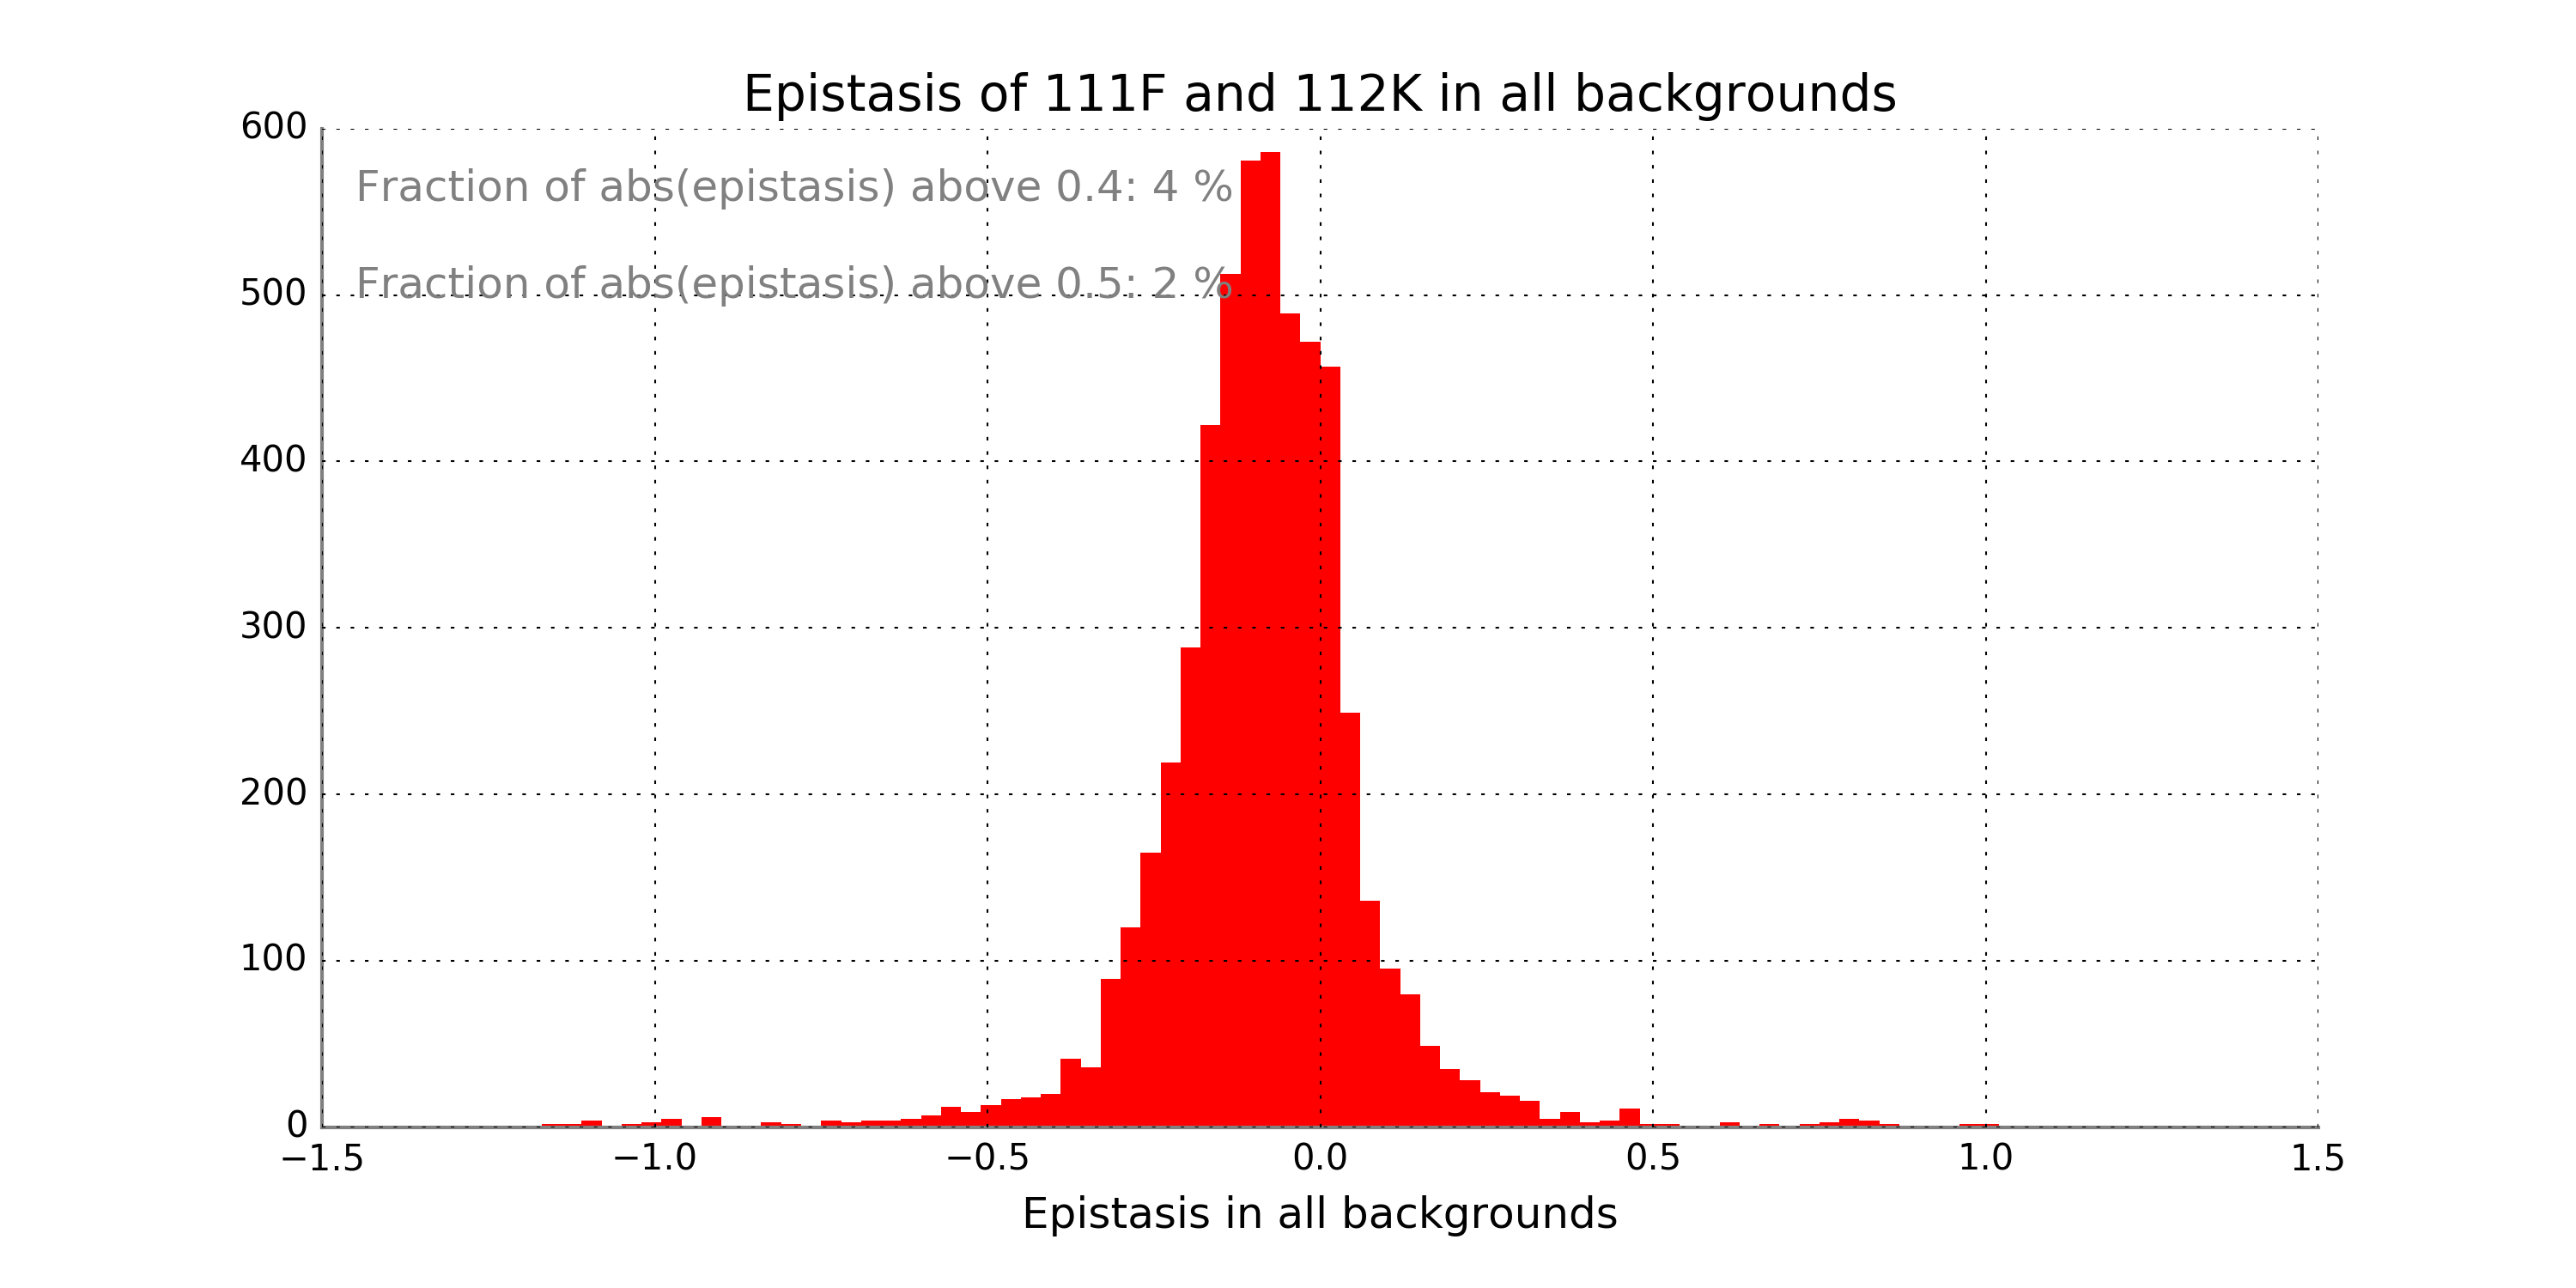 Epistasis of 111F and 112K in all backgrounds
600
Fraction of abs(epistasis) above 0.4: 4 %
500
Fraction of abs(epistasis) above 0.5: 2 %
400
300
200
100
0
−1.5 −1.0 −0.5 0.0 0.5 1.0 1.5
Epistasis in all backgrounds